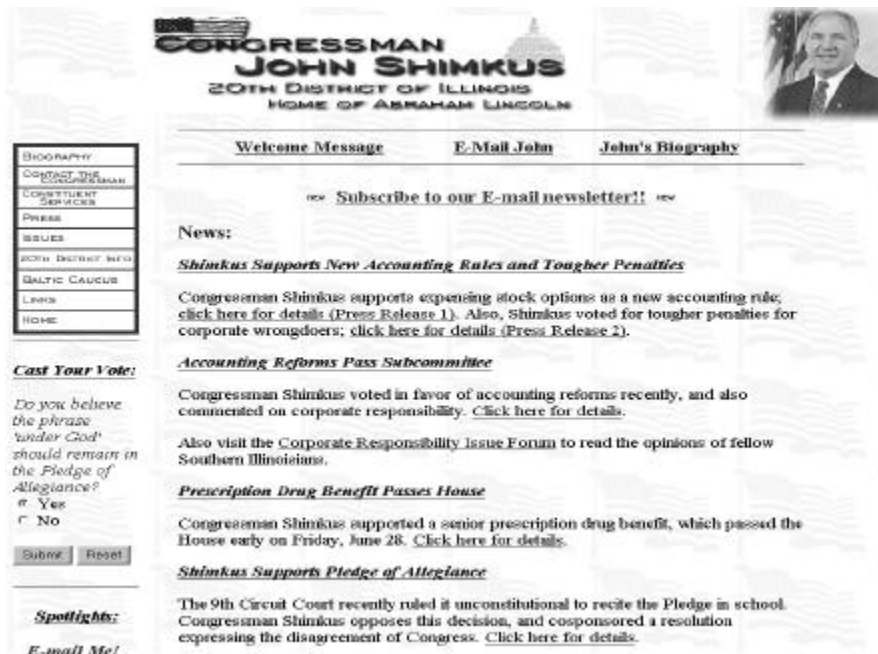 CONGRESSMAN
JOHN SHIMKUS
20TH DISTRICT OF ILLINOIS
HOME OF ABRAHAM LINCOLN
Welcome Message E-Mail John John's Biography
NEW Subscribe to our E-mail newsletter!! NEW
BIOGRAPHY
CONTACT THE
CONGRESSMAN
CONSTITUENT
SERVICES
PRESS
ISSUES
20TH DISTRICT INFO
BALTIC CAUCUS
LINKS
HOME
Cast Your Vote:
Do you believe
the phrase
'under God'
should remain in
the Pledge of
Allegiance?
Yes
No
Submit Reset
Spotlights:
E-mail Me!
News:
Shimkus Supports New Accounting Rules and Tougher Penalties
Congressman Shimkus supports expensing stock options as a new accounting rule;
click here for details (Press Release 1). Also, Shimkus voted for tougher penalties for
corporate wrongdoers; click here for details (Press Release 2).
Accounting Reforms Pass Subcommittee
Congressman Shimkus voted in favor of accounting reforms recently, and also
commented on corporate responsibility. Click here for details.
Also visit the Corporate Responsibility Issue Forum to read the opinions of fellow
Southern Illinoisians.
Prescription Drug Benefit Passes House
Congressman Shimkus supported a senior prescription drug benefit, which passed the
House early on Friday, June 28. Click here for details.
Shimkus Supports Pledge of Allegiance
The 9th Circuit Court recently ruled it unconstitutional to recite the Pledge in school.
Congressman Shimkus opposes this decision, and cosponsored a resolution
expressing the disagreement of Congress. Click here for details.